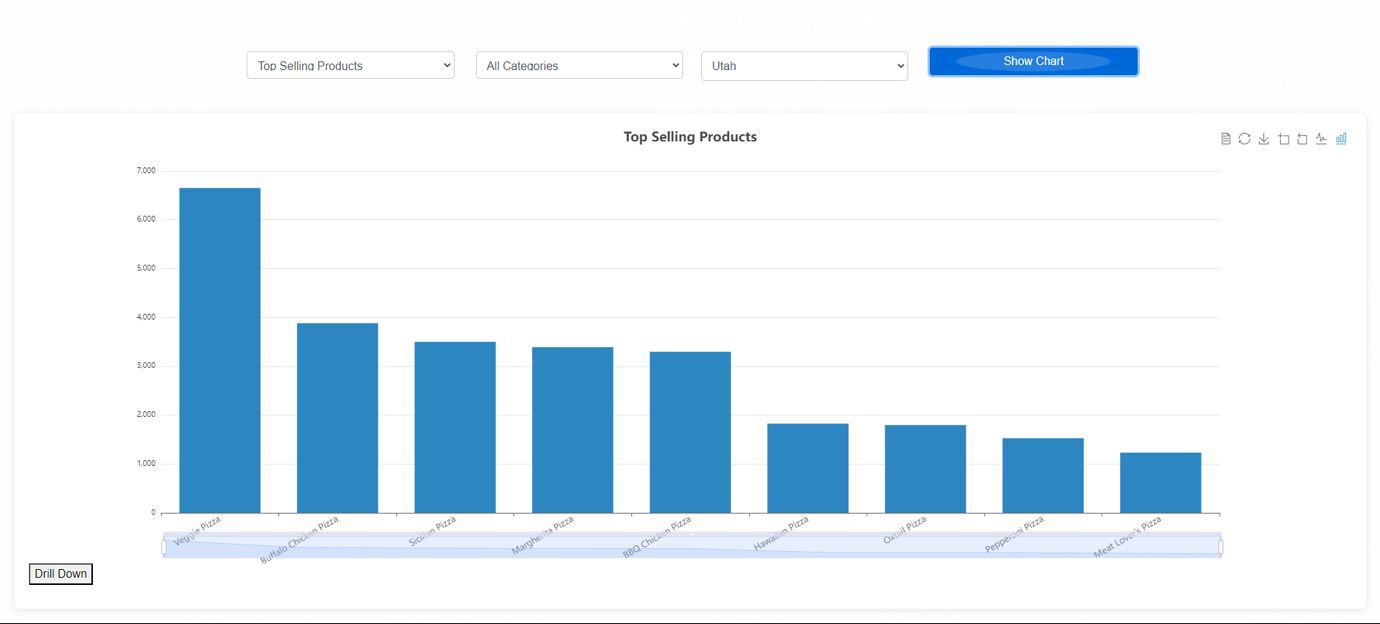 Top Selling Products
All Categories
Utah
Show Chart
Top Selling Products
7,000
6,000
5,000
4,000
3,000
2,000
1,000
0
Veggie Pizza
Buffalo Chicken Pizza
Sicilian Pizza
Margherita Pizza
BBQ Chicken Pizza
Hawaiian Pizza
Oxtail Pizza
Pepperoni Pizza
Meat Lover's Pizza
Drill Down